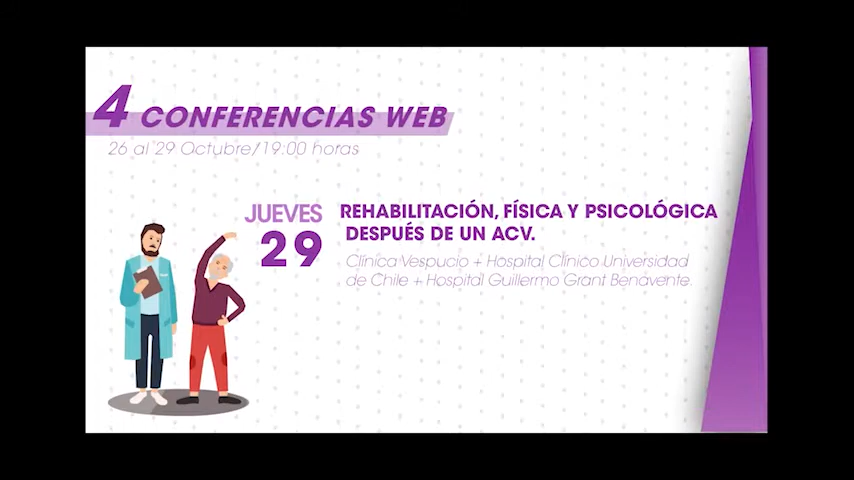 4 CONFERENCIAS WEB
26 al 29 Octubre/19:00 horas
JUEVES
29
REHABILITACIÓN, FÍSICA Y PSICOLÓGICA
DESPUÉS DE UN ACV.
Clínica Vespucio + Hospital Clínico Universidad
de Chile + Hospital Guillermo Grant Benavente.